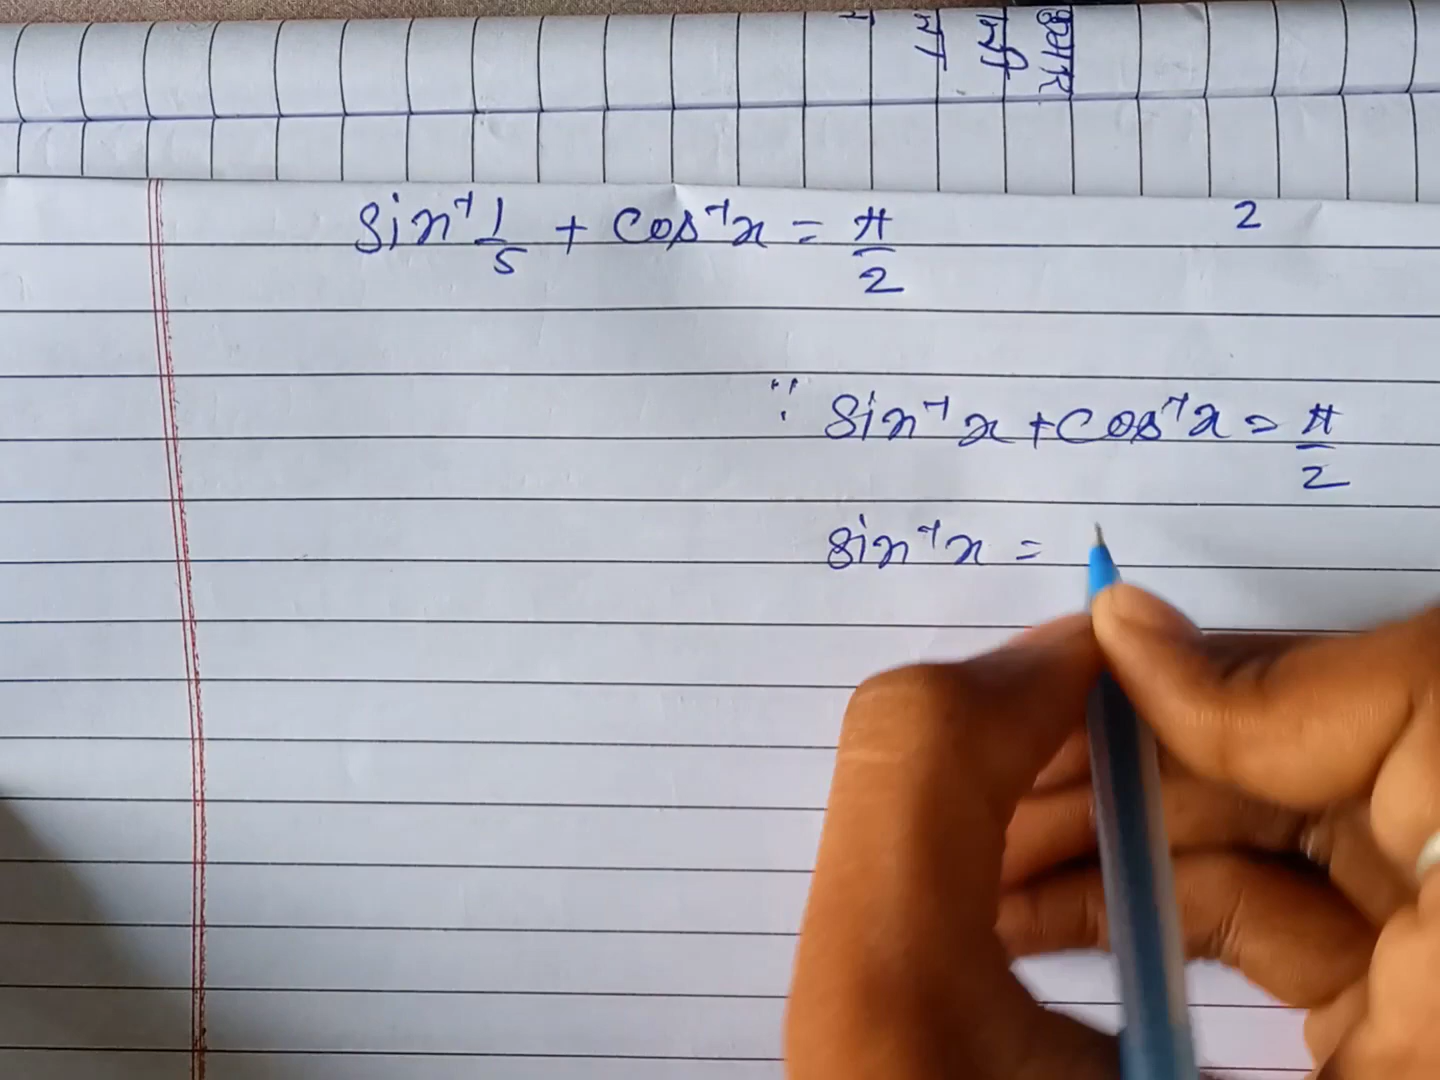 sin⁻¹ 1/5 + cos⁻¹x = π/2
2
∵ sin⁻¹x + cos⁻¹x = π/2
sin⁻¹x =